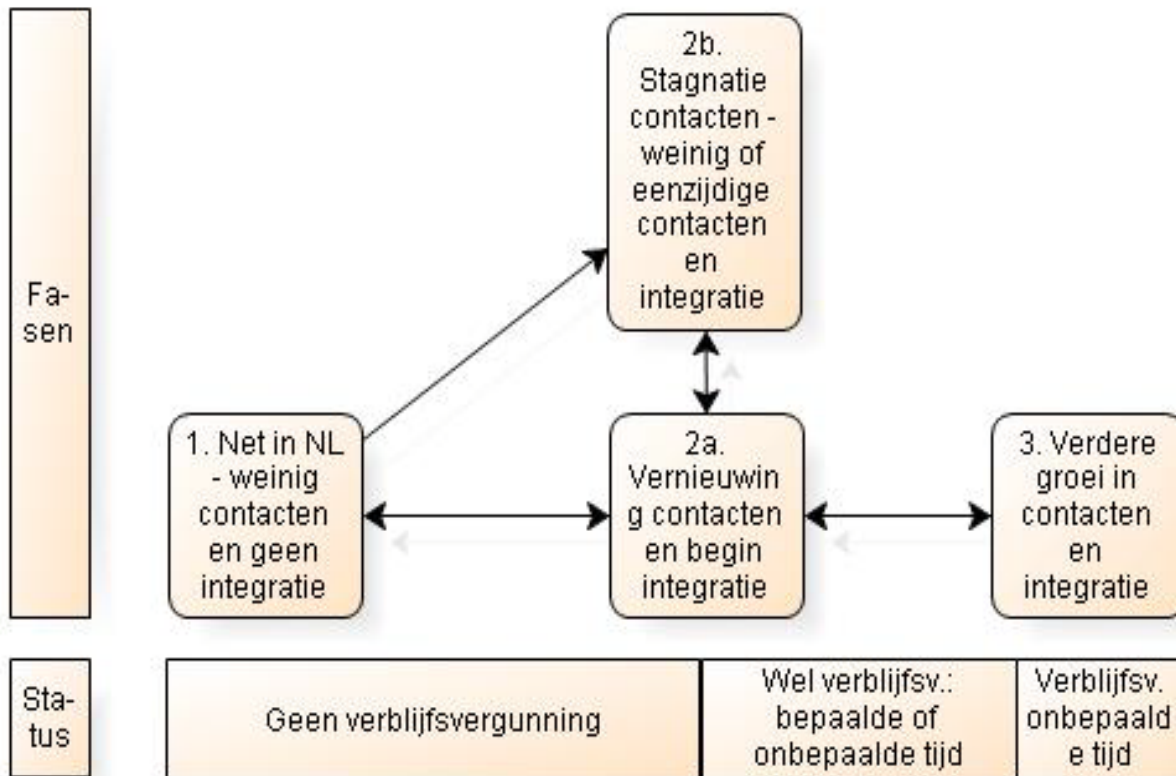 2b.
Stagnatie
contacten -
weinig of
eenzijdige
contacten
en
integratie
Fa-
sen
1. Net in NL
- weinig
contacten
en geen
integratie
2a.
Vernieuwin
g contacten
en begin
integratie
3. Verdere
groei in
contacten
en
integratie
Sta-
tus
Geen verblijfsvergunning
Wel verblijfsv.:
bepaalde of
onbepaalde tijd
Verblijfsv.
onbepaald
e tijd